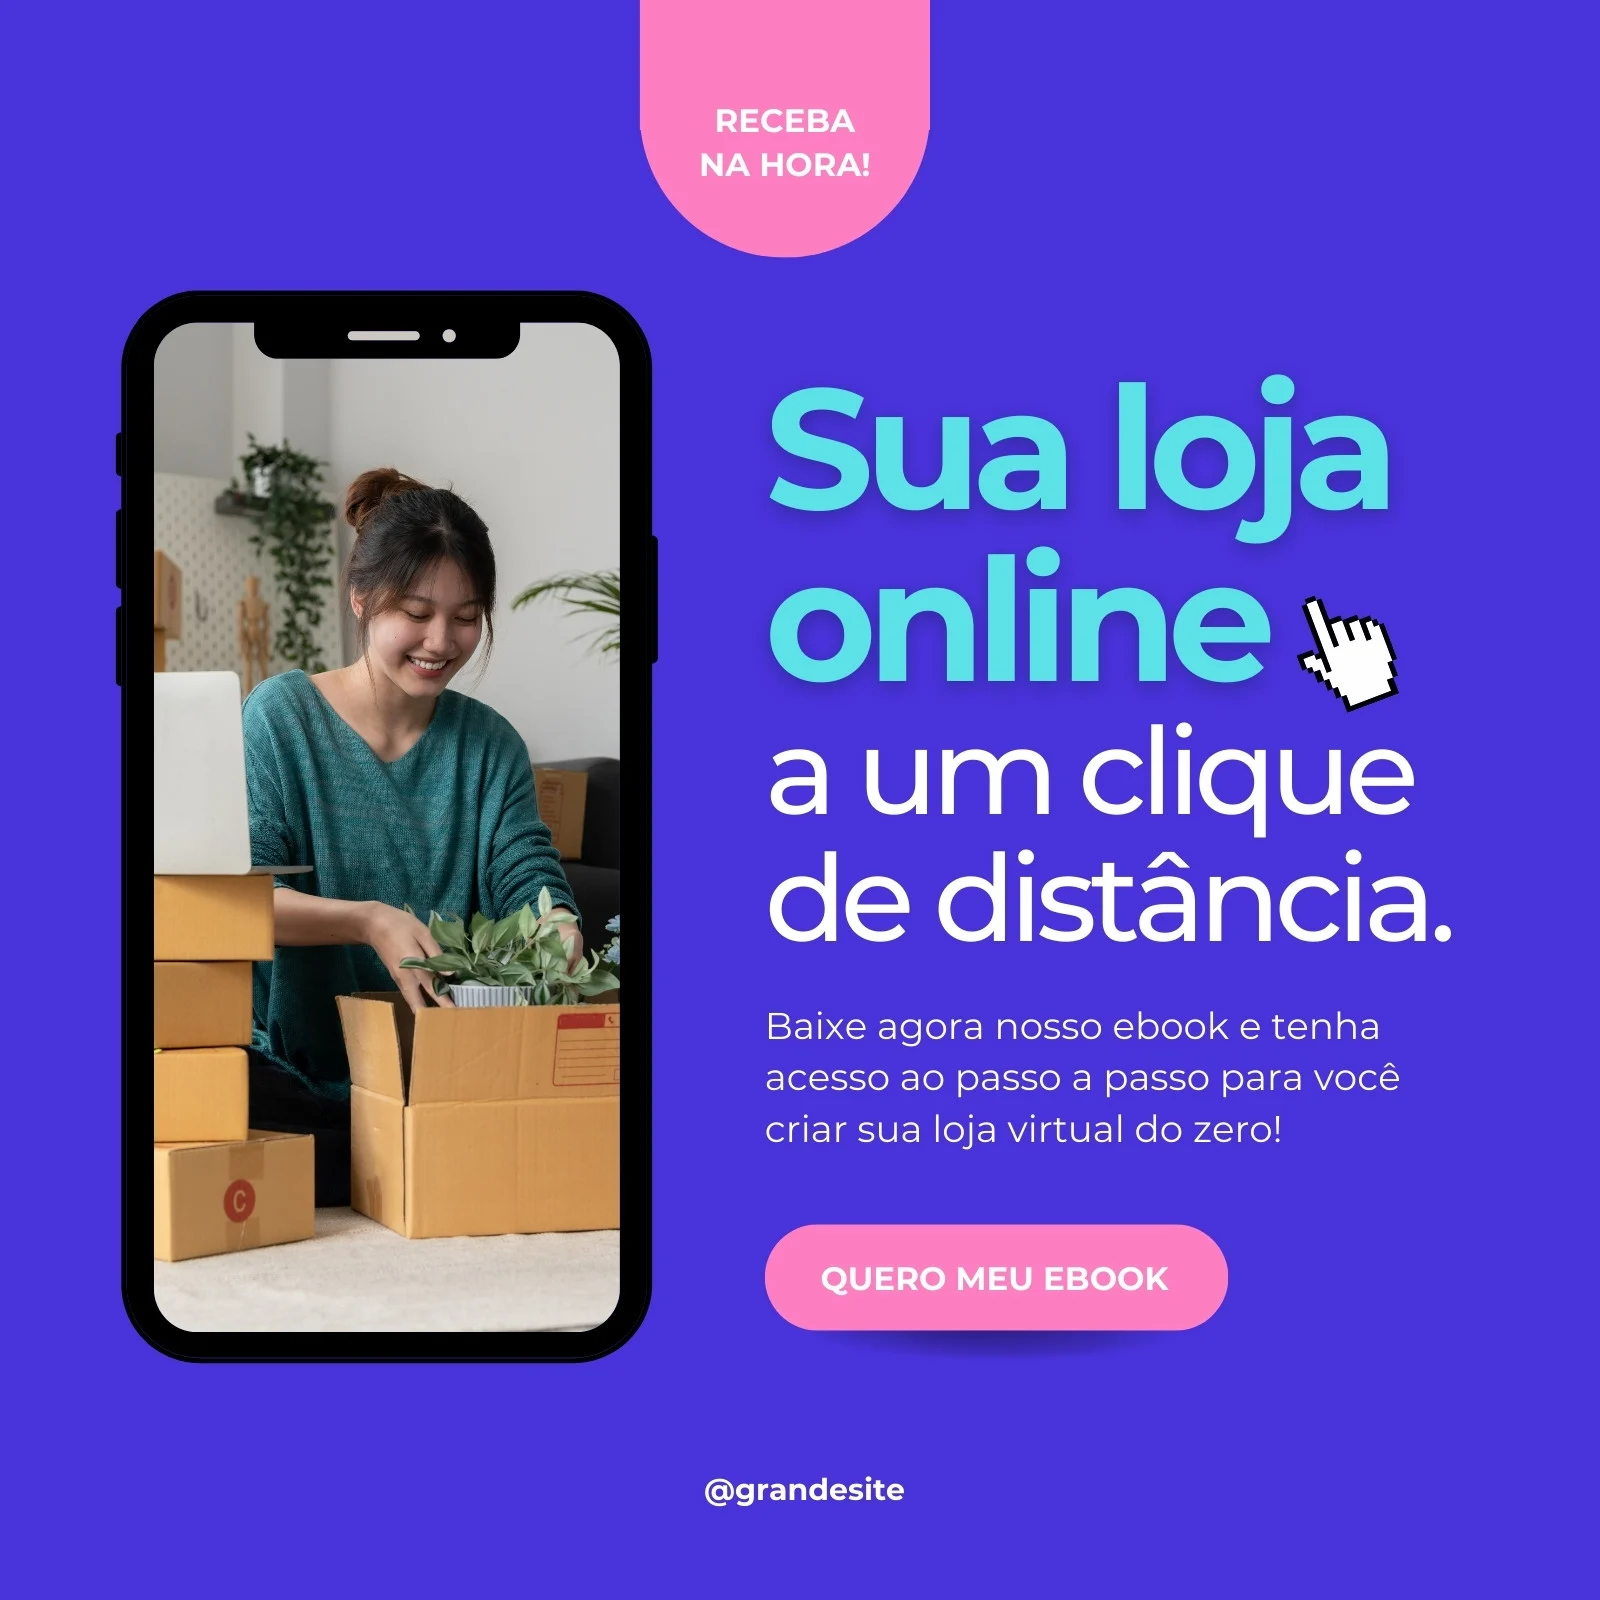 RECEBA
NA HORA!
Sua loja
online
a um clique
de distância.
Baixe agora nosso ebook e tenha
acesso ao passo a passo para você
criar sua loja virtual do zero!
QUERO MEU EBOOK
@grandesite
C